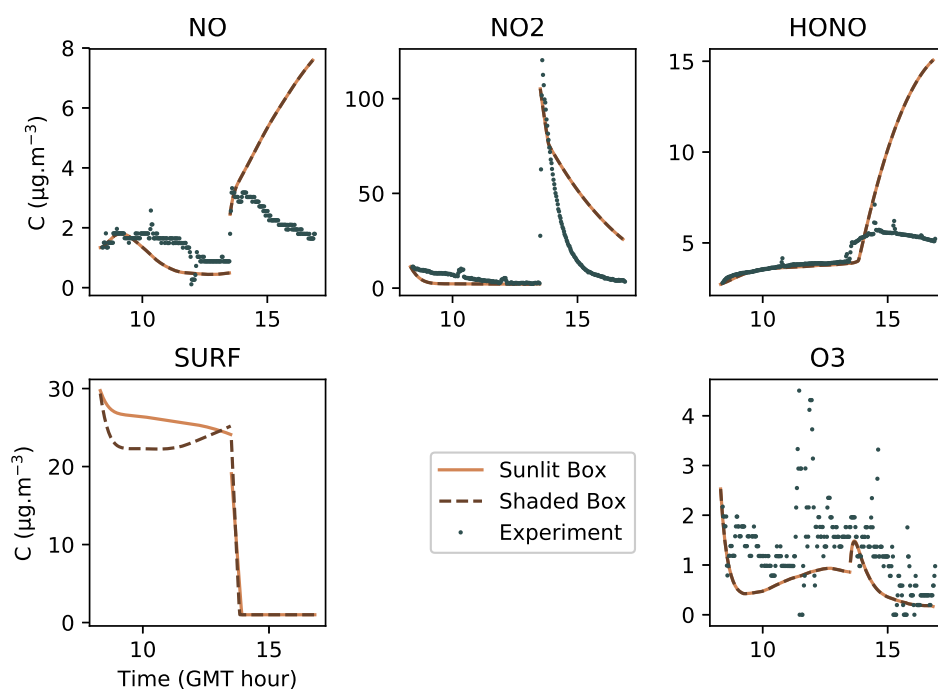 NO
NO2
HONO
C (µg.m⁻³)
8
6
4
2
0
10
15
100
50
0
10
15
15
10
5
10
15
SURF
O3
C (µg.m⁻³)
30
20
10
0
10
15
Time (GMT hour)
Sunlit Box
Shaded Box
Experiment
4
3
2
1
0
10
15